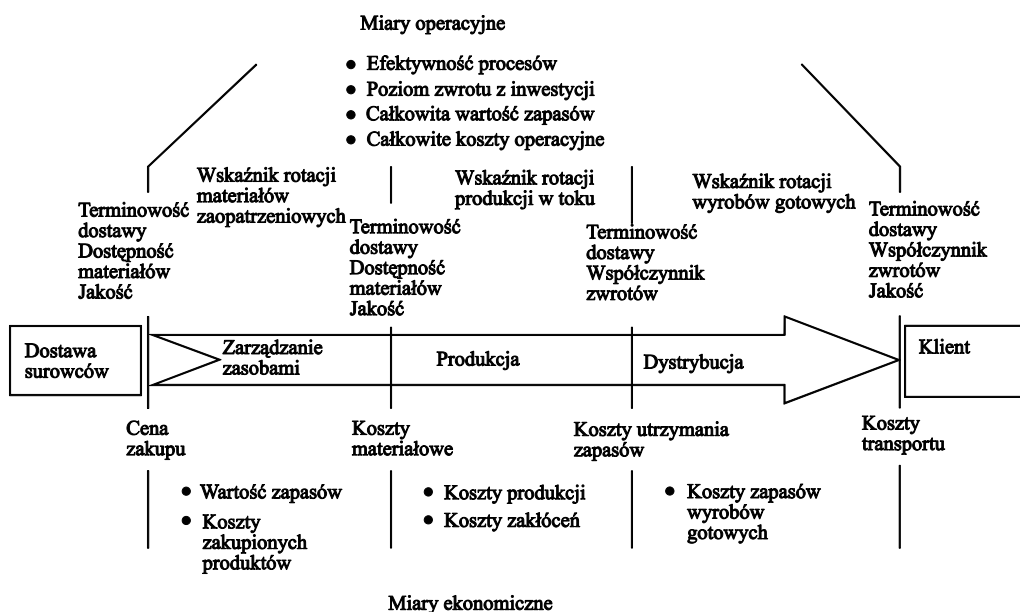 Miary operacyjne
● Efektywność procesów
● Poziom zwrotu z inwestycji
● Całkowita wartość zapasów
● Całkowite koszty operacyjne
Wskaźnik rotacji
materiałów
zaopatrzeniowych
Wskaźnik rotacji
produkcji w toku
Wskaźnik rotacji
wyrobów gotowych
Terminowość
dostawy
Dostępność
materiałów
Jakość
Terminowość
dostawy
Dostępność
materiałów
Jakość
Terminowość
dostawy
Współczynnik
zwrotów
Terminowość
dostawy
Współczynnik
zwrotów
Jakość
Dostawa
surowców
Zarządzanie
zasobami
Produkcja
Dystrybucja
Klient
Cena
zakupu
Koszty
materiałowe
Koszty utrzymania
zapasów
Koszty
transportu
● Wartość zapasów
● Koszty
zakupionych
produktów
● Koszty produkcji
● Koszty zakłóceń
● Koszty zapasów
wyrobów
gotowych
Miary ekonomiczne